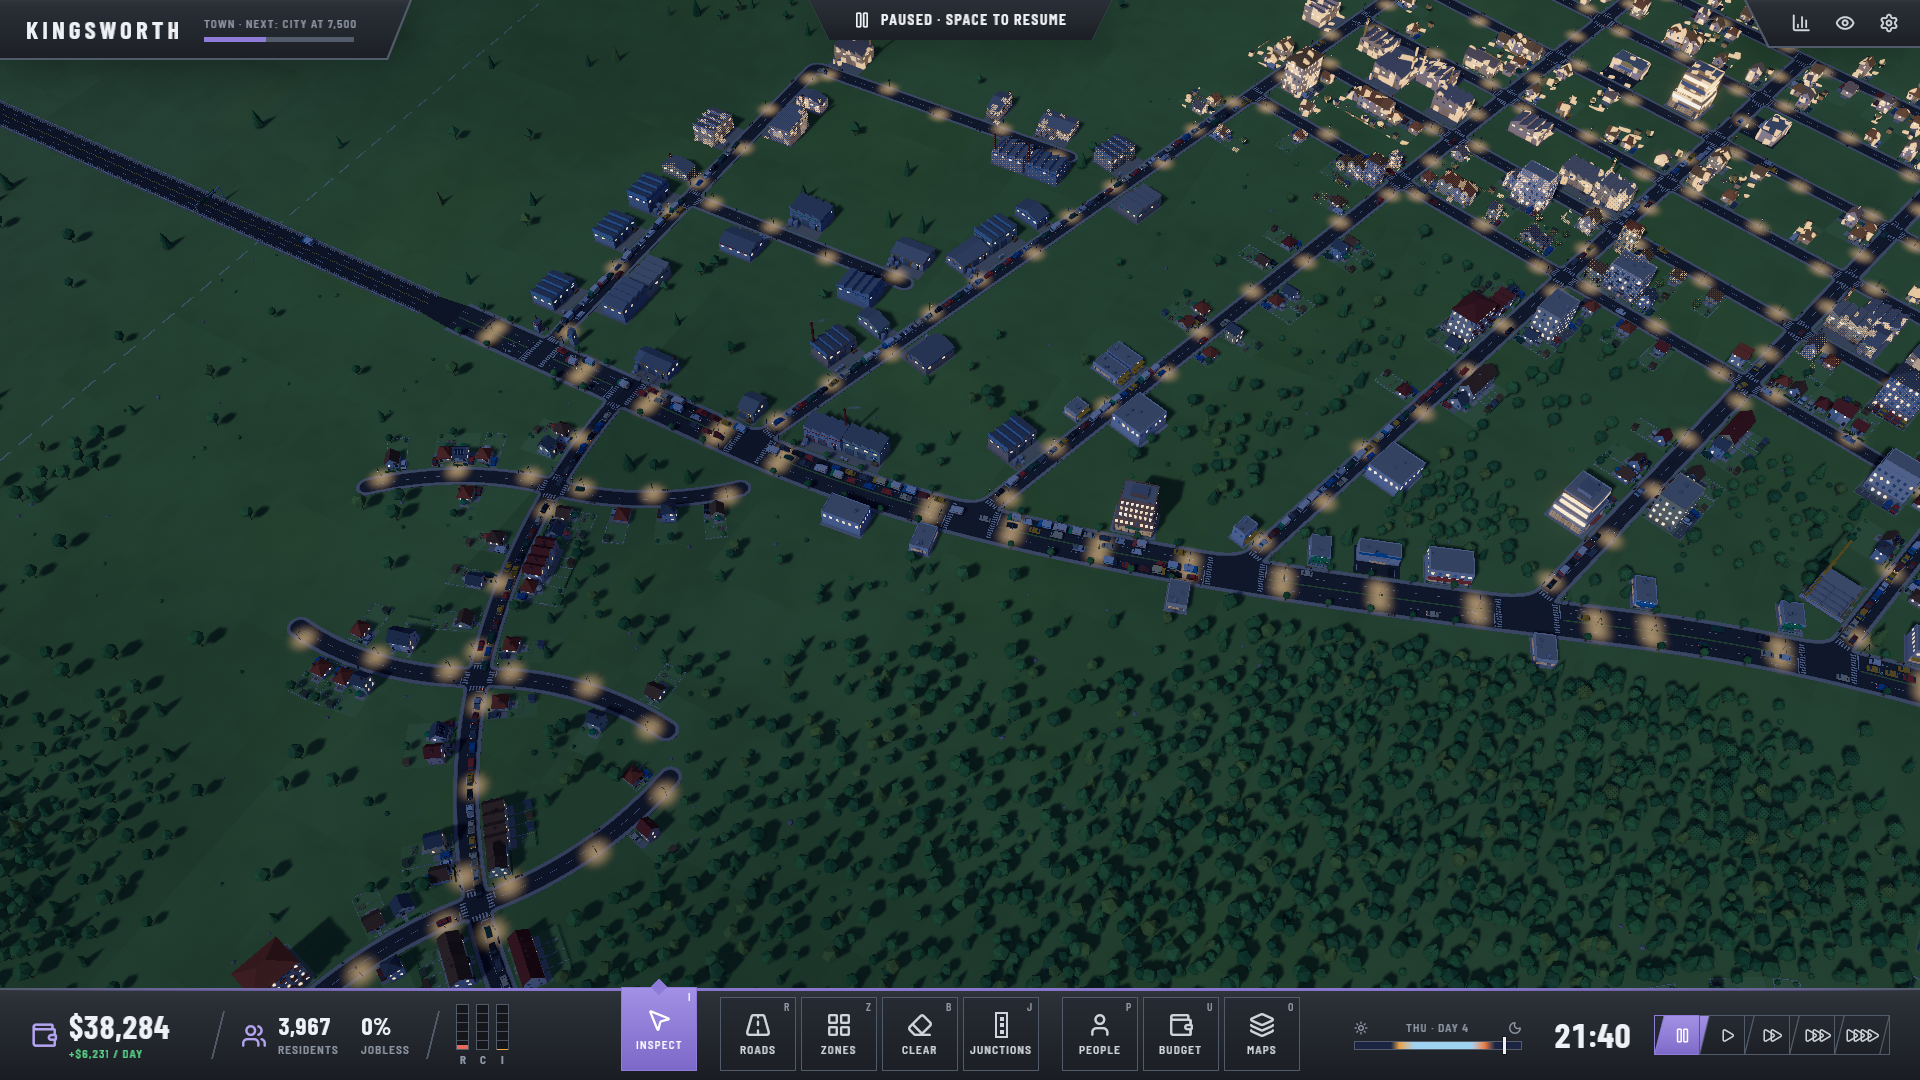 KINGSWORTH
TOWN · NEXT: CITY AT 7,500
PAUSED · SPACE TO RESUME
$38,284
+$6,231 / DAY
3,967
RESIDENTS
0%
JOBLESS
R C I
I
INSPECT
R
ROADS
Z
ZONES
B
CLEAR
J
JUNCTIONS
P
PEOPLE
U
BUDGET
O
MAPS
THU · DAY 4
21:40